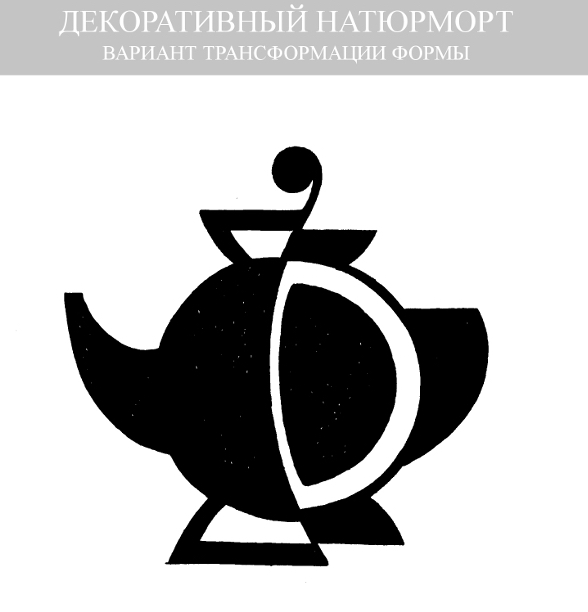 ДЕКОРАТИВНЫЙ НАТЮРМОРТ
ВАРИАНТ ТРАНСФОРМАЦИИ ФОРМЫ